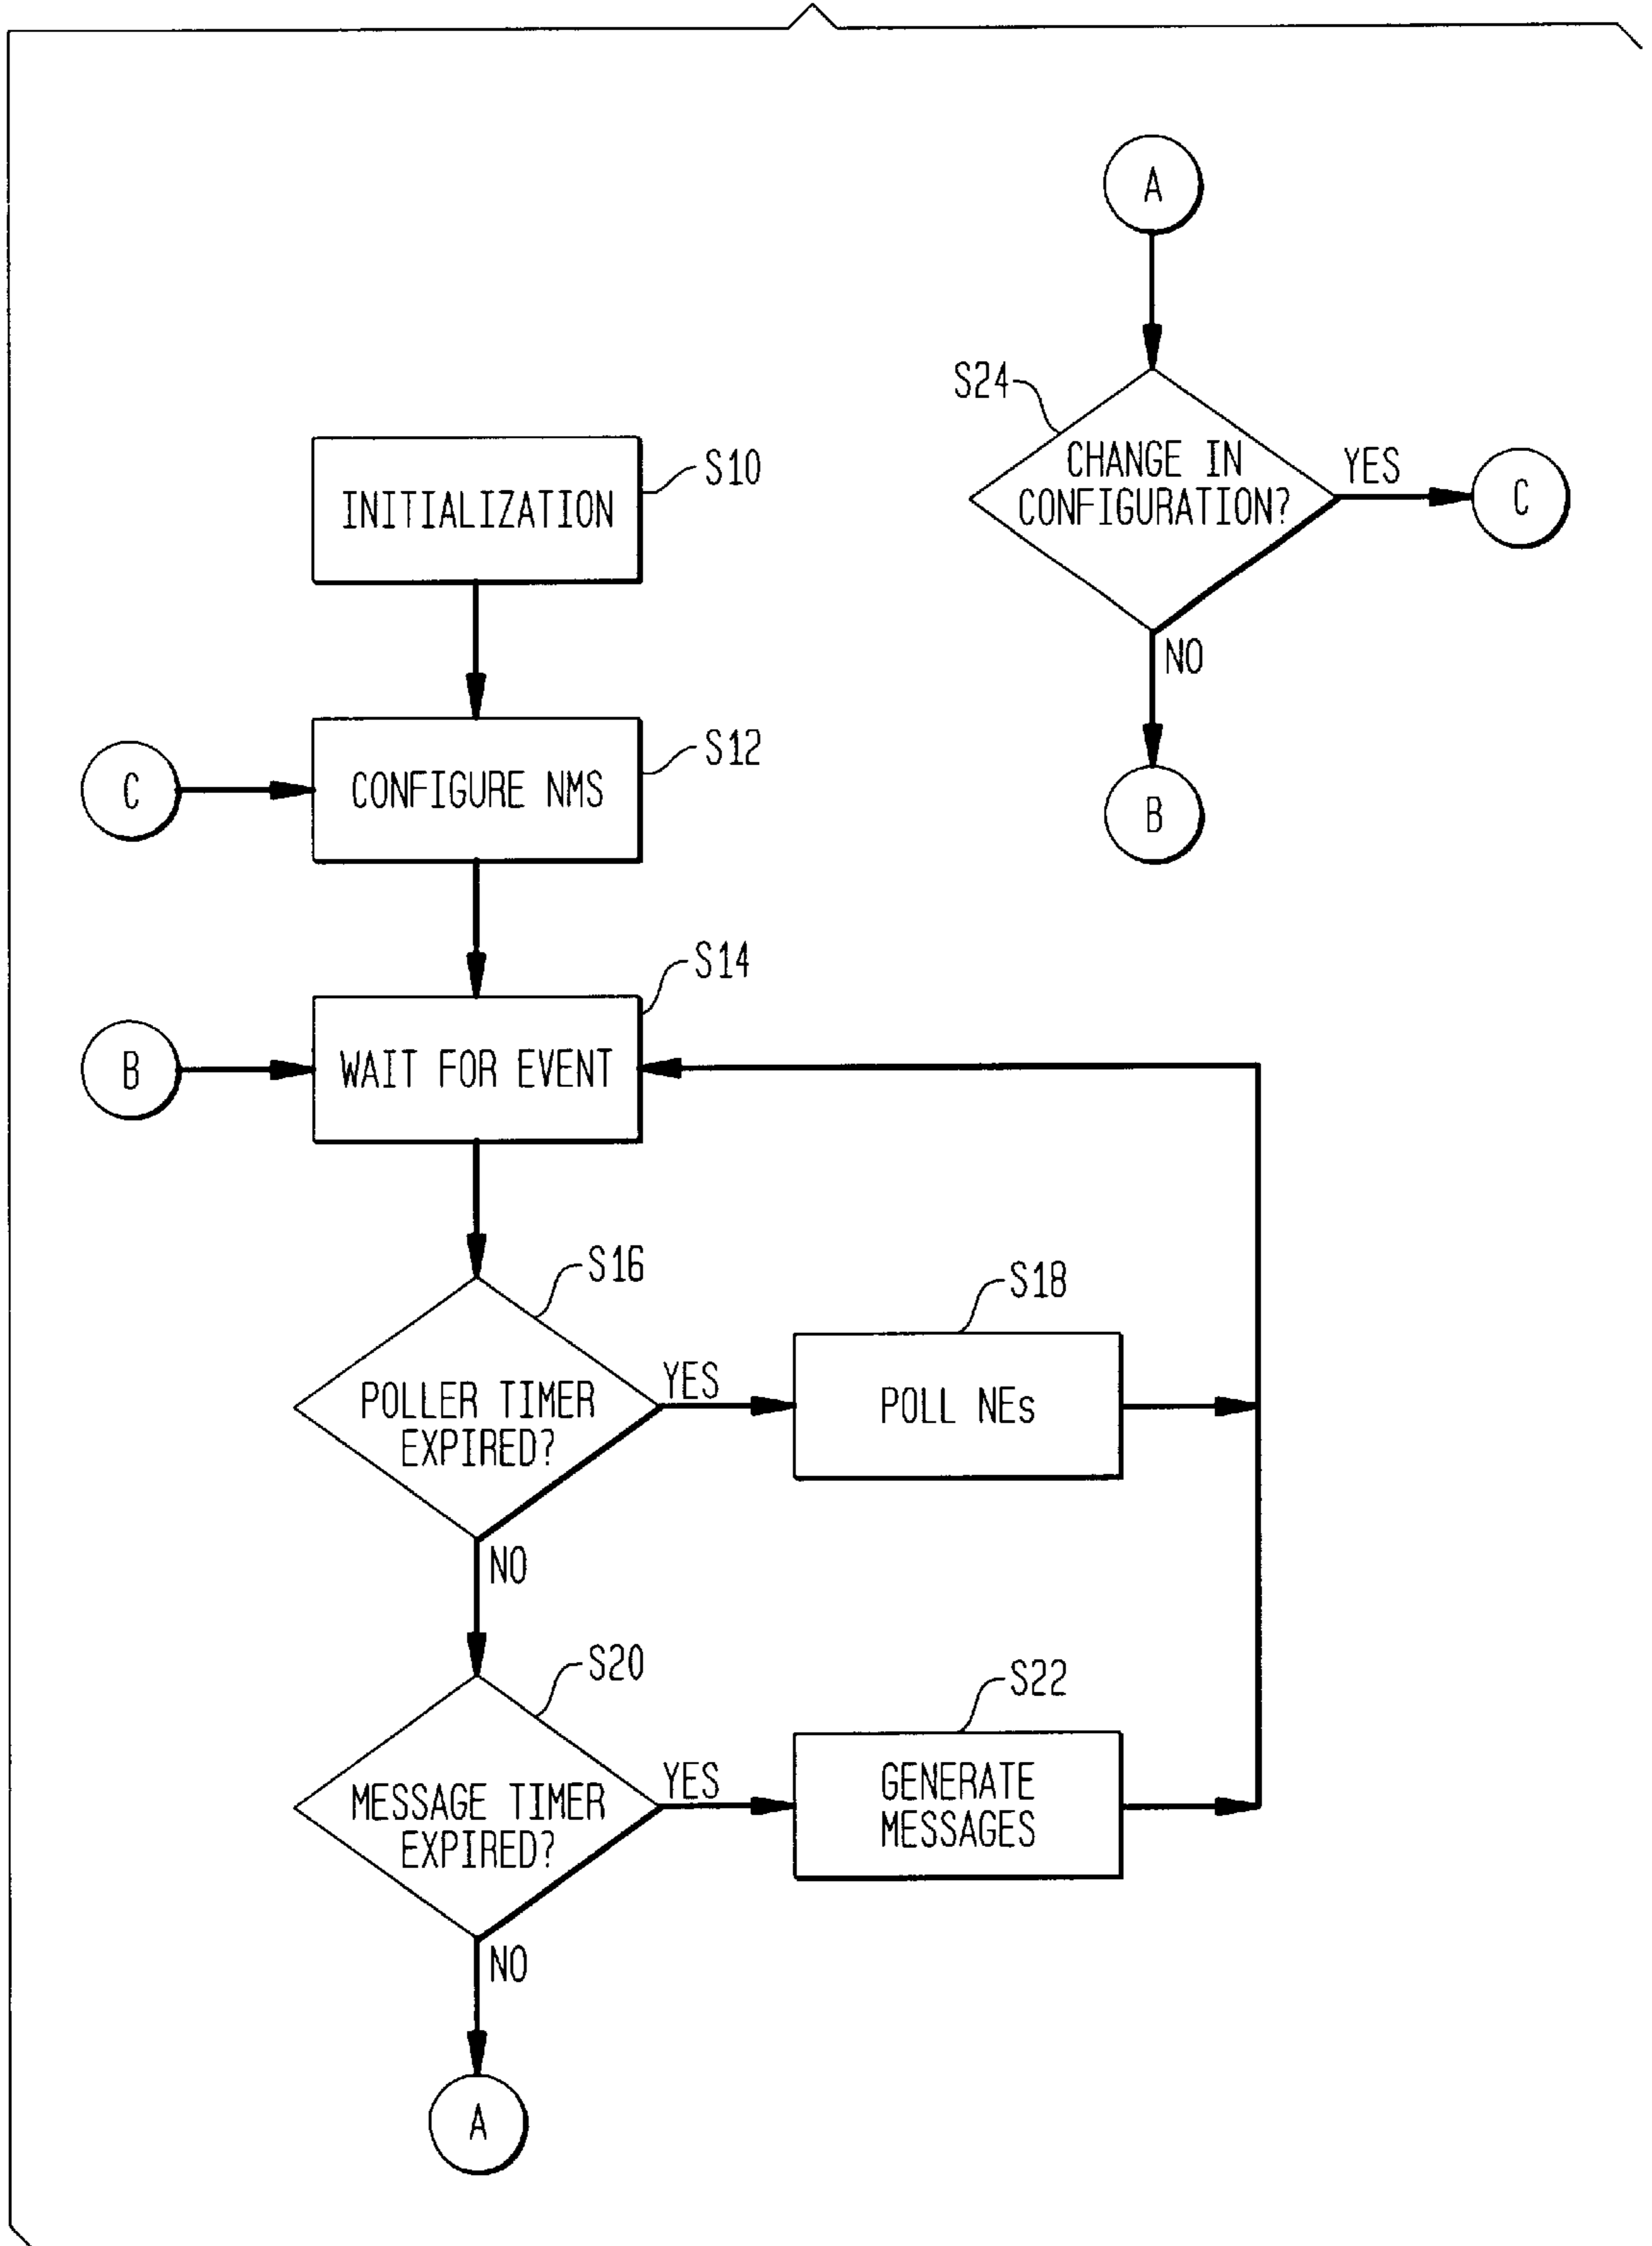 A
S24
CHANGE IN
CONFIGURATION?
YES
C
NO
B
S10
INITIALIZATION
S12
C
CONFIGURE NMS
S14
B
WAIT FOR EVENT
S16
POLLER TIMER
EXPIRED?
YES
S18
POLL NEs
NO
S20
MESSAGE TIMER
EXPIRED?
YES
S22
GENERATE
MESSAGES
NO
A